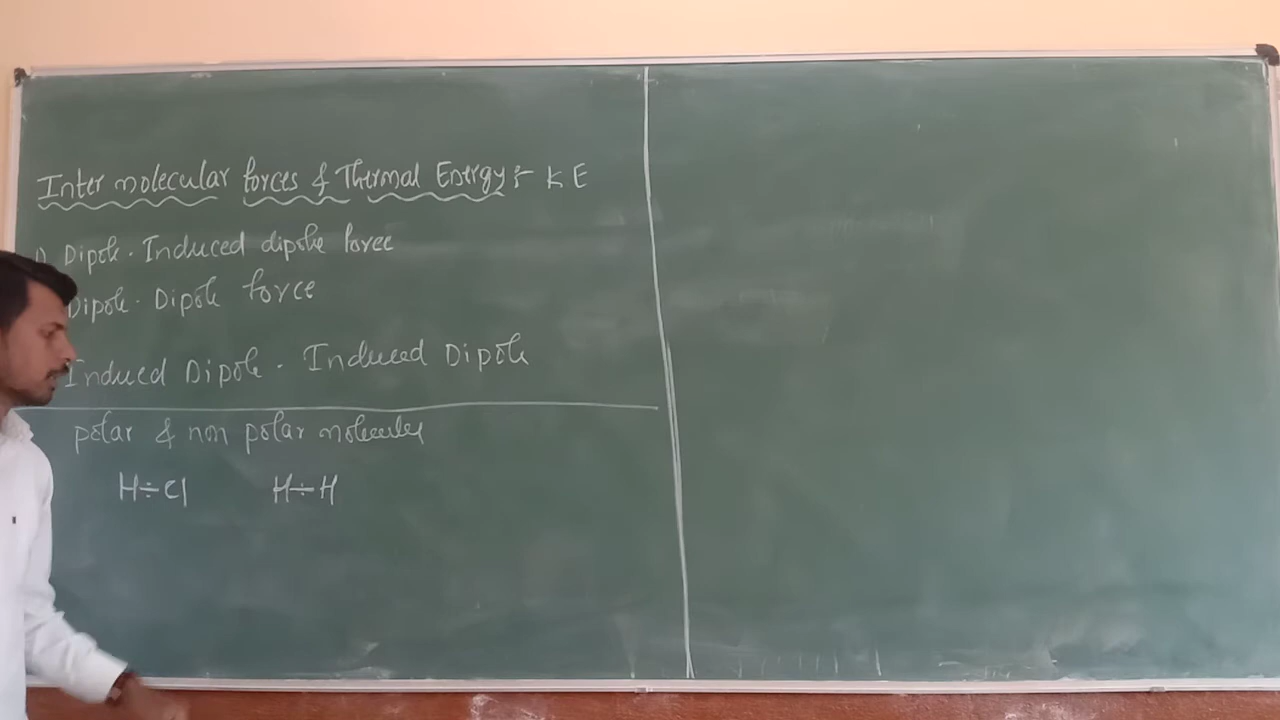 Inter molecular forces & Thermal Energy :- K E
1) Dipole - Induced dipole force
Dipole - Dipole force
Induced Dipole - Induced Dipole
polar & non polar molecules
H÷Cl H÷H